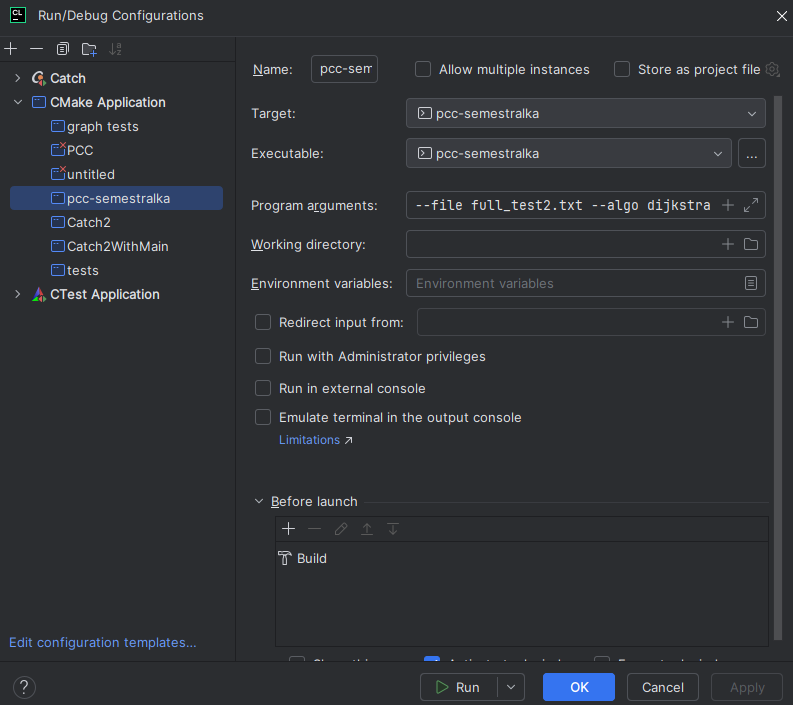 CL Run/Debug Configurations
Catch
CMake Application
graph tests
PCC
untitled
pcc-semestralka
Catch2
Catch2WithMain
tests
CTest Application
Edit configuration templates...
Name: pcc-sem Allow multiple instances Store as project file
Target: pcc-semestralka
Executable: pcc-semestralka ...
Program arguments: --file full_test2.txt --algo dijkstra
Working directory:
Environment variables: Environment variables
Redirect input from:
Run with Administrator privileges
Run in external console
Emulate terminal in the output console
Limitations
Before launch
Build
? Run OK Cancel Apply